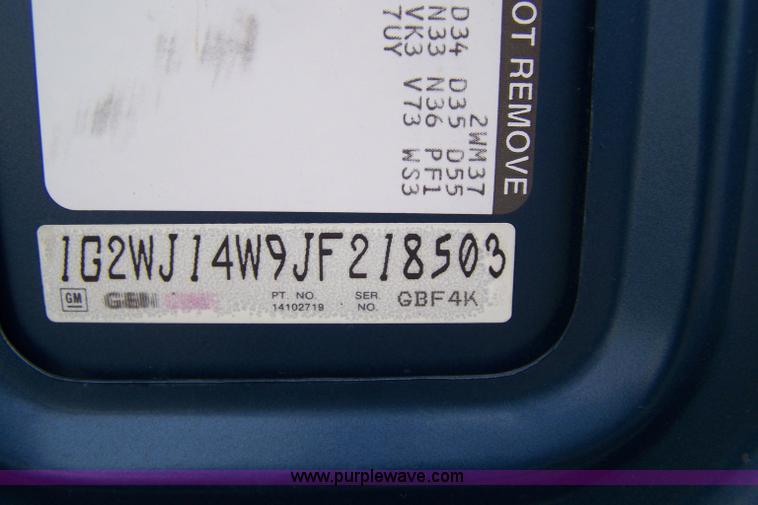 OT REMOVE
2WM37
D34 D35 D55
N33 N36 PF1
VK3 V73 WS3
7UY
1G2WJ14W9JF218503
GM PT. NO. 14102719 SER. NO. GBF4K
www.purplewave.com